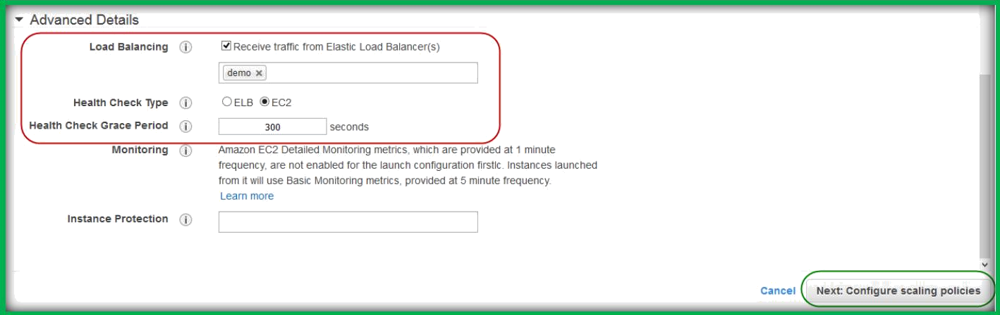 Advanced Details
Load Balancing Receive traffic from Elastic Load Balancer(s)
demo
Health Check Type ELB EC2
Health Check Grace Period 300 seconds
Monitoring Amazon EC2 Detailed Monitoring metrics, which are provided at 1 minute
frequency, are not enabled for the launch configuration firstlc. Instances launched
from it will use Basic Monitoring metrics, provided at 5 minute frequency.
Learn more
Instance Protection
Cancel Next: Configure scaling policies